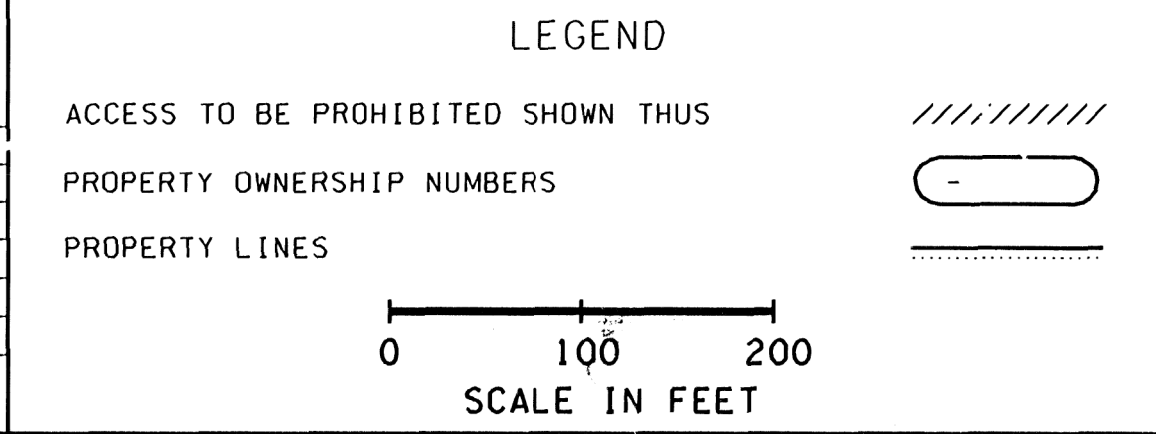 LEGEND
ACCESS TO BE PROHIBITED SHOWN THUS
PROPERTY OWNERSHIP NUMBERS
-
PROPERTY LINES
0 100 200
SCALE IN FEET